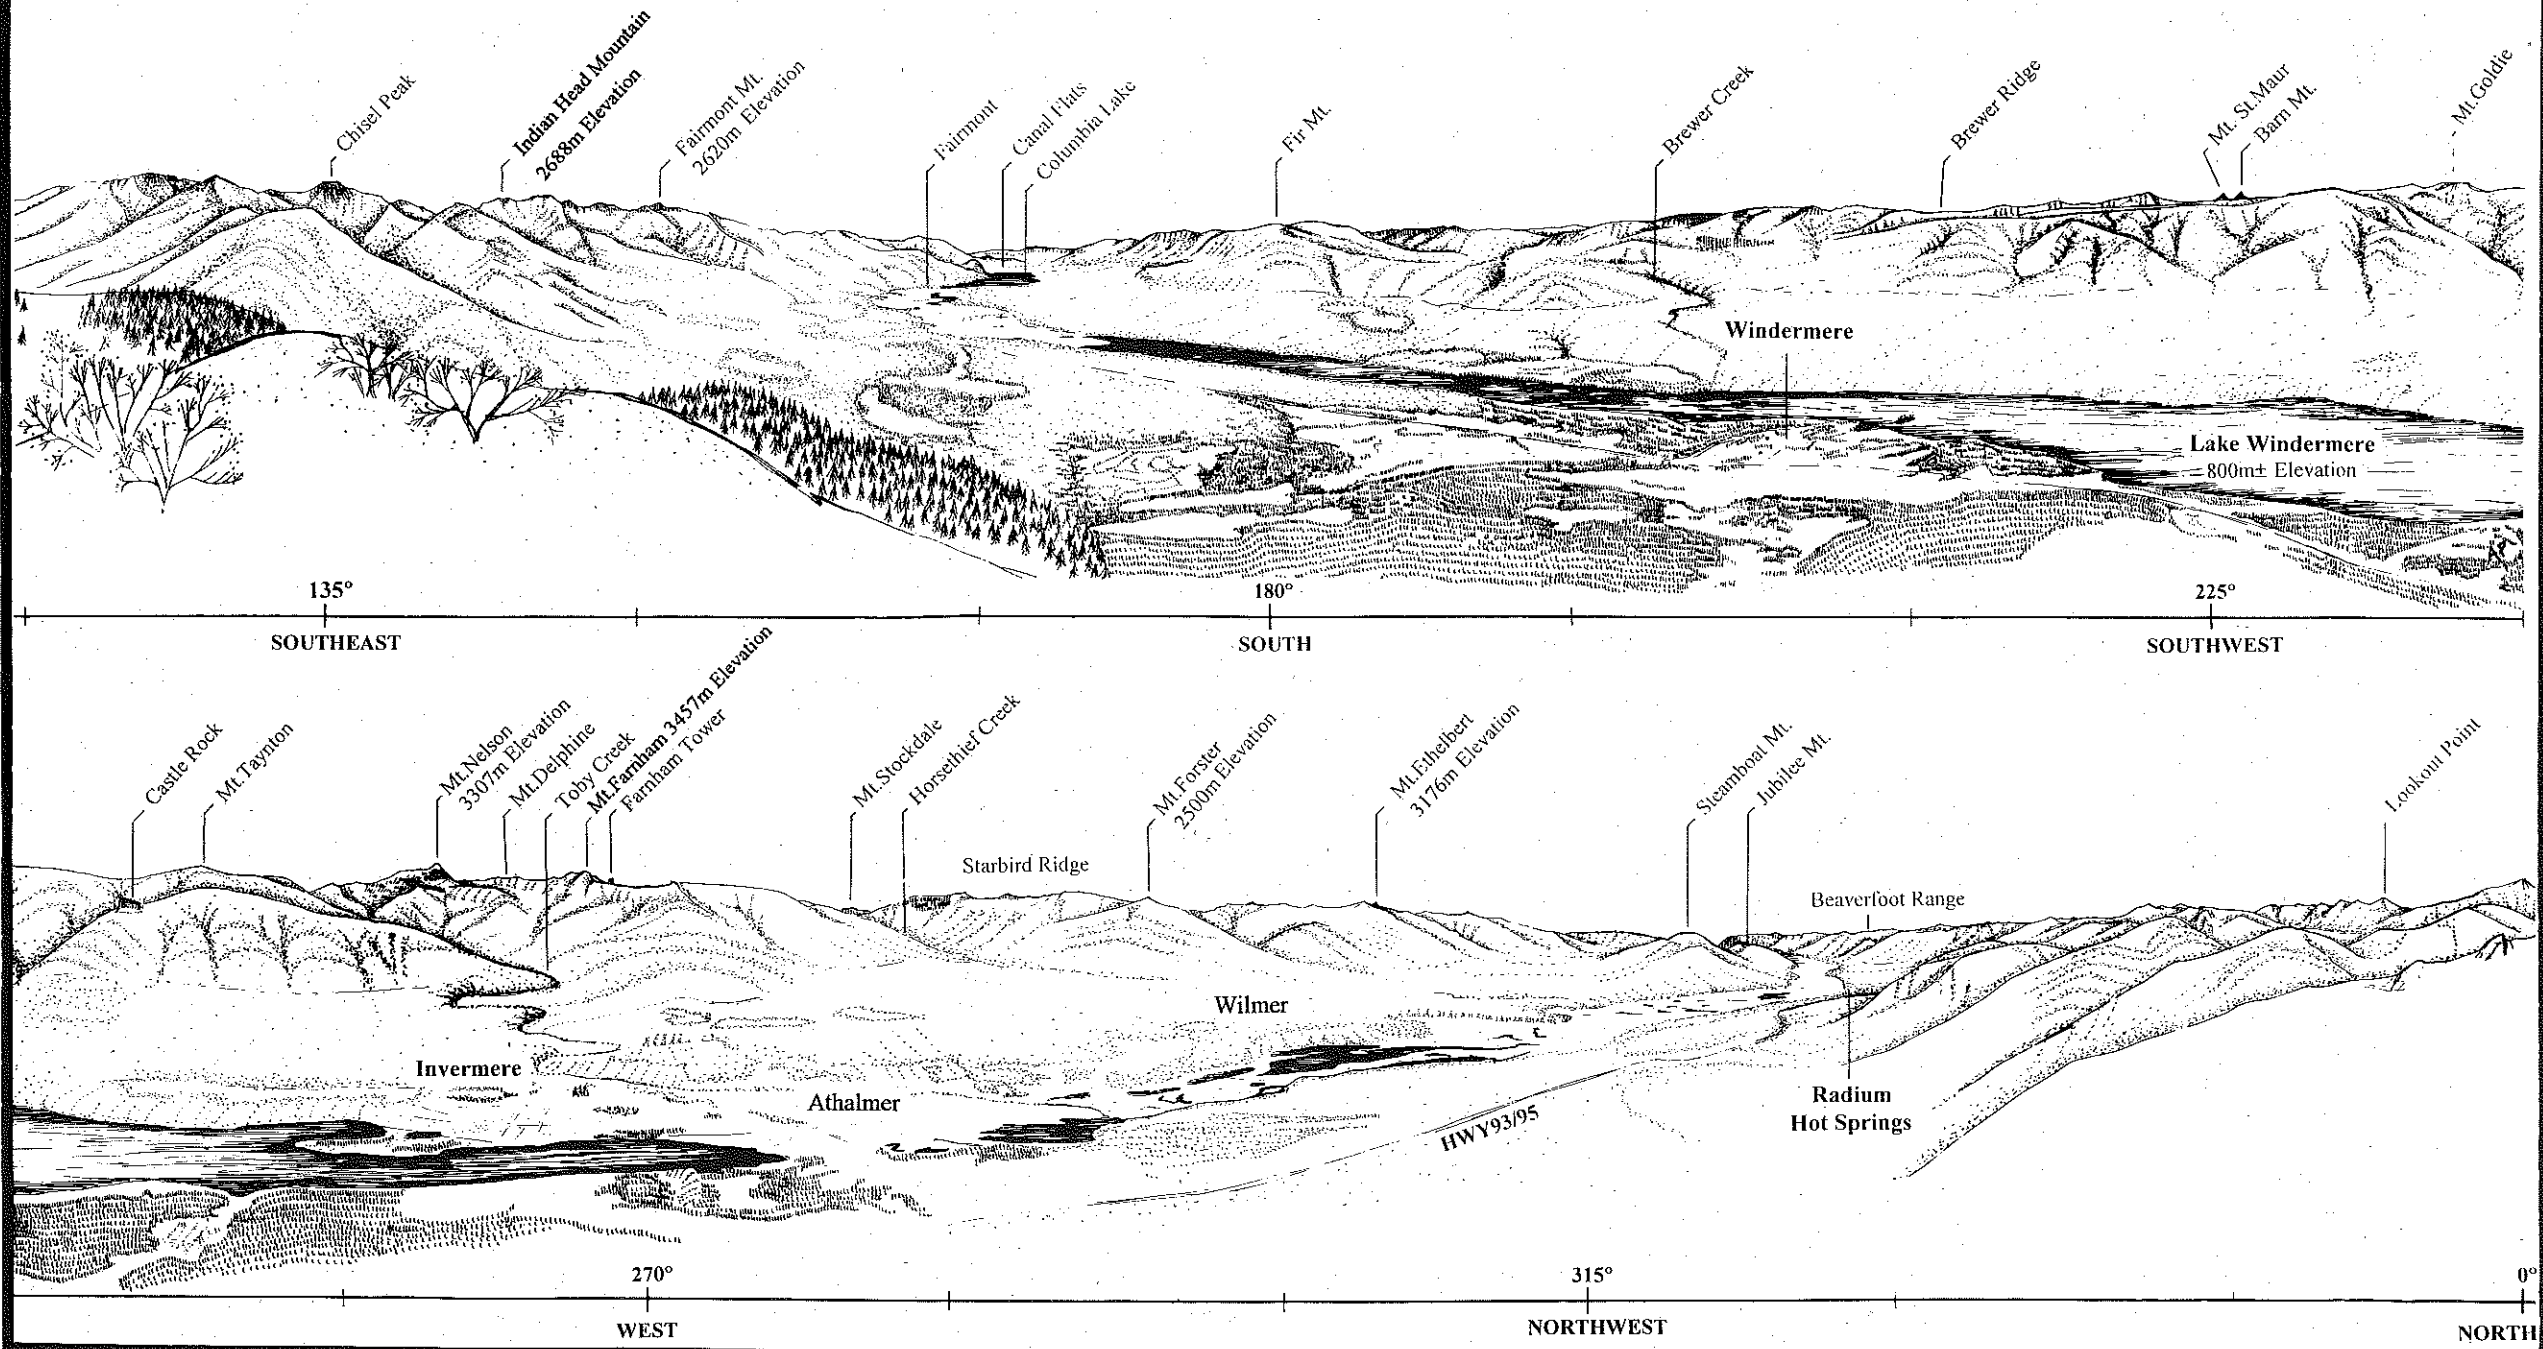 Chisel Peak
Indian Head Mountain
2688m Elevation
Fairmont Mt.
2620m Elevation
Fairmont
Canal Flats
Columbia Lake
Fir Mt.
Brewer Creek
Brewer Ridge
Mt. St.Maur
Barn Mt.
Mt.Goldie
Windermere
Lake Windermere
800m± Elevation
135°
180°
225°
SOUTHEAST
SOUTH
SOUTHWEST
Castle Rock
Mt.Taynton
Mt.Nelson
3307m Elevation
Mt.Delphine
Toby Creek
Mt.Farnham 3457m Elevation
Farnham Tower
Mt.Stockdale
Horsethief Creek
Starbird Ridge
Mt.Forster
2500m Elevation
Mt.Ethelbert
3176m Elevation
Steamboat Mt.
Jubilee Mt.
Beaverfoot Range
Lookout Point
Wilmer
Invermere
Athalmer
HWY93/95
Radium
Hot Springs
270°
315°
0°
WEST
NORTHWEST
NORTH